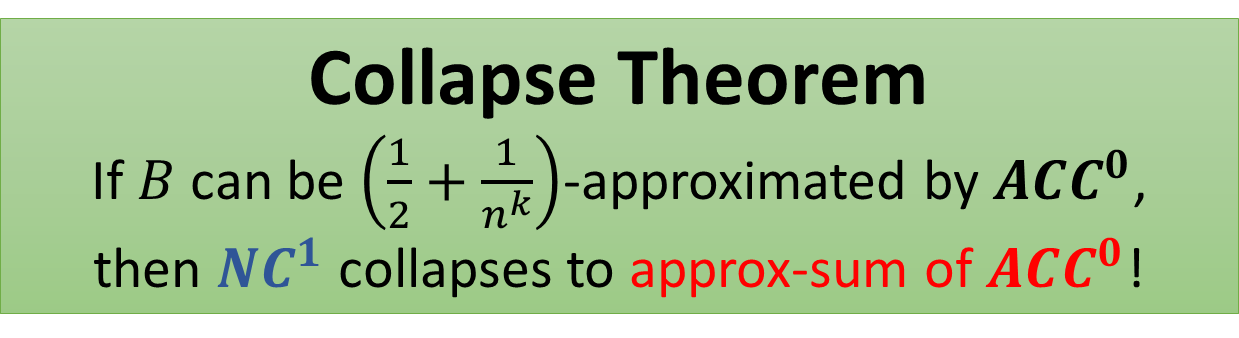 Collapse Theorem
If B can be (1/2 + 1/n^k)-approximated by ACC^0,
then NC^1 collapses to approx-sum of ACC^0!